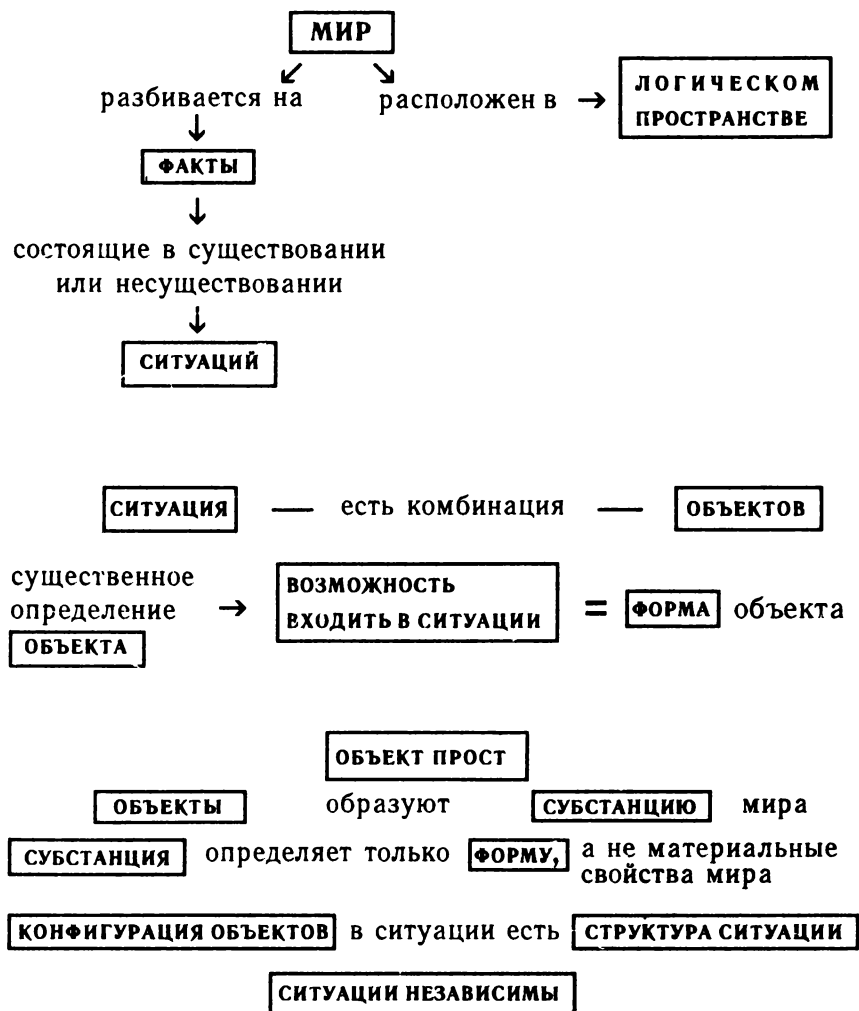 МИР
разбивается на расположен в → ЛОГИЧЕСКОМ ПРОСТРАНСТВЕ
ФАКТЫ
состоящие в существовании
или несуществовании
СИТУАЦИЙ
СИТУАЦИЯ — есть комбинация — ОБЪЕКТОВ
существенное
определение
ОБЪЕКТА
→
ВОЗМОЖНОСТЬ
ВХОДИТЬ В СИТУАЦИИ
= ФОРМА объекта
ОБЪЕКТ ПРОСТ
ОБЪЕКТЫ образуют СУБСТАНЦИЮ мира
СУБСТАНЦИЯ определяет только ФОРМУ, а не материальные
свойства мира
КОНФИГУРАЦИЯ ОБЪЕКТОВ в ситуации есть СТРУКТУРА СИТУАЦИИ
СИТУАЦИИ НЕЗАВИСИМЫ